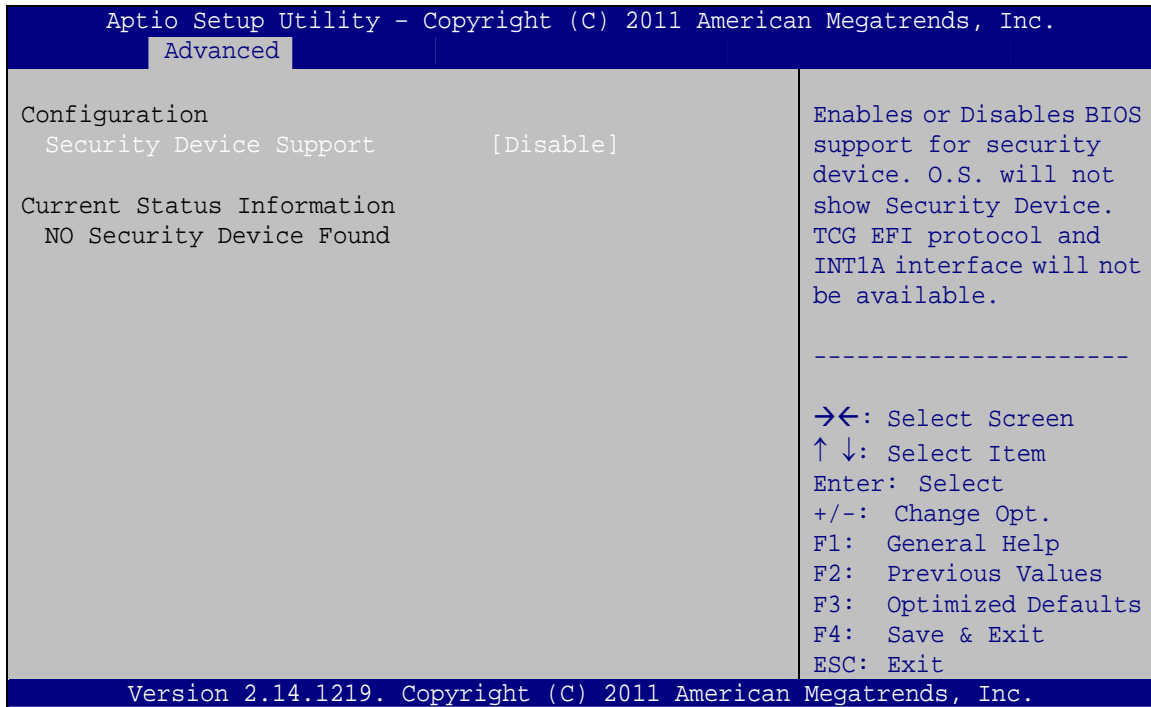 Aptio Setup Utility – Copyright (C) 2011 American Megatrends, Inc.
Advanced
Configuration
Security Device Support [Disable]
Current Status Information
NO Security Device Found
Enables or Disables BIOS
support for security
device. O.S. will not
show Security Device.
TCG EFI protocol and
INT1A interface will not
be available.
----------------------
→←: Select Screen
↑ ↓: Select Item
Enter: Select
+/-: Change Opt.
F1: General Help
F2: Previous Values
F3: Optimized Defaults
F4: Save & Exit
ESC: Exit
Version 2.14.1219. Copyright (C) 2011 American Megatrends, Inc.